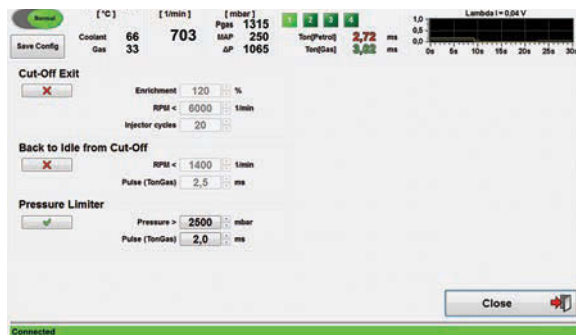 Normal [°C] [1/min] [mbar] 1 2 3 4 Lambda I = 0,04 V
Pgas 1315
Save Config Coolant 66 703 MAP 250 Ton[Petrol] 2,72 ms
Gas 33 ΔP 1065 Ton[Gas] 3,02 ms
1,0
0,5
0,0
0s 5s 10s 15s 20s 25s 30s
Cut-Off Exit
Enrichment 120 %
RPM < 6000 1/min
Injector cycles 20
Back to Idle from Cut-Off
RPM < 1400 1/min
Pulse (TonGas) 2,5 ms
Pressure Limiter
Pressure > 2500 mbar
Pulse (TonGas) 2,0 ms
Close
Connected